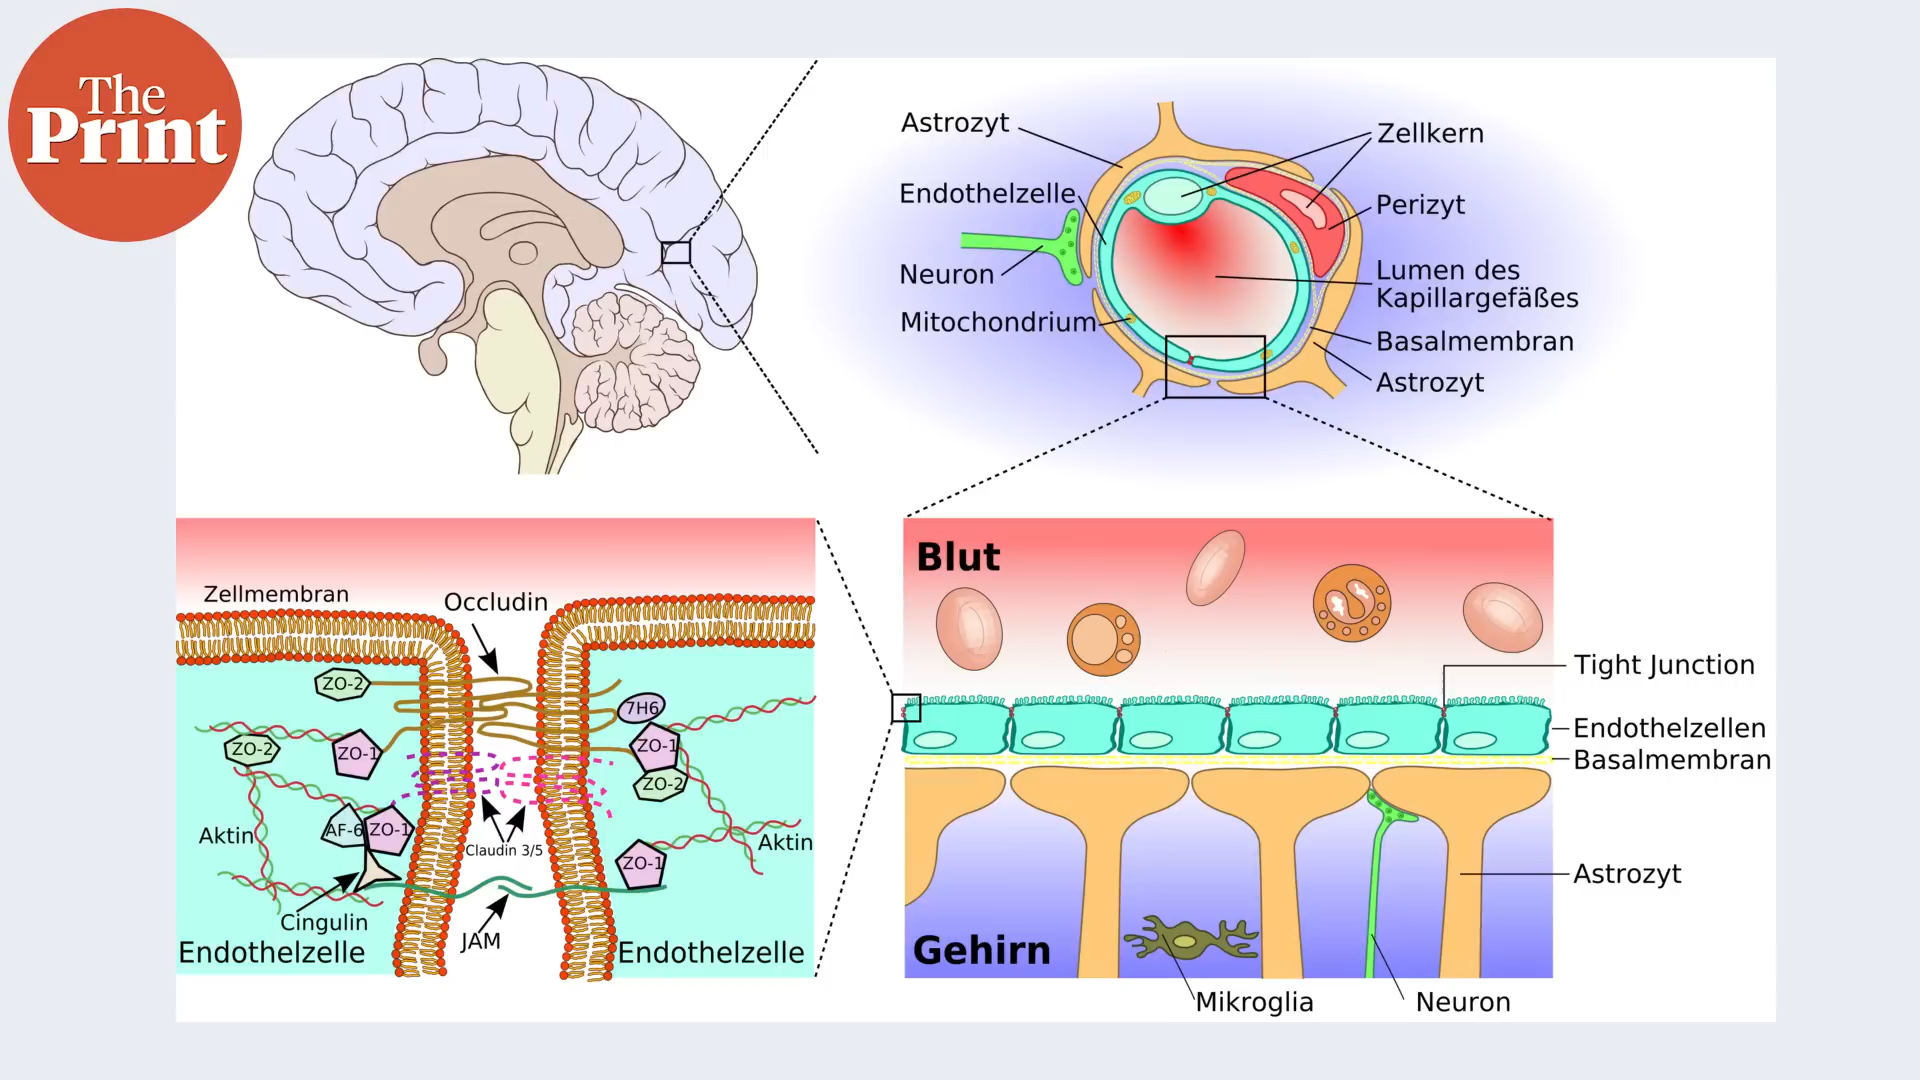 The
Print
Astrozyt
Endothelzelle
Neuron
Mitochondrium
Zellkern
Perizyt
Lumen des
Kapillargefäßes
Basalmembran
Astrozyt
Zellmembran
Occludin
ZO-2
7H6
ZO-2
ZO-1
ZO-1
ZO-2
AF-6
ZO-1
Aktin
Claudin 3/5
Aktin
ZO-1
Cingulin
JAM
Endothelzelle
Endothelzelle
Blut
Tight Junction
Endothelzellen
Basalmembran
Astrozyt
Gehirn
Mikroglia
Neuron